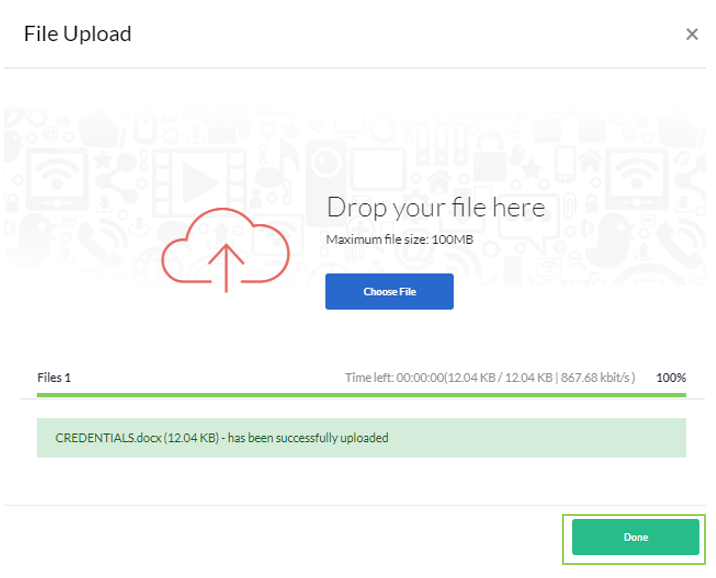 File Upload
Drop your file here
Maximum file size: 100MB
Choose File
Files 1
Time left: 00:00:00(12.04 KB / 12.04 KB | 867.68 kbit/s )
100%
CREDENTIALS.docx (12.04 KB) - has been successfully uploaded
Done